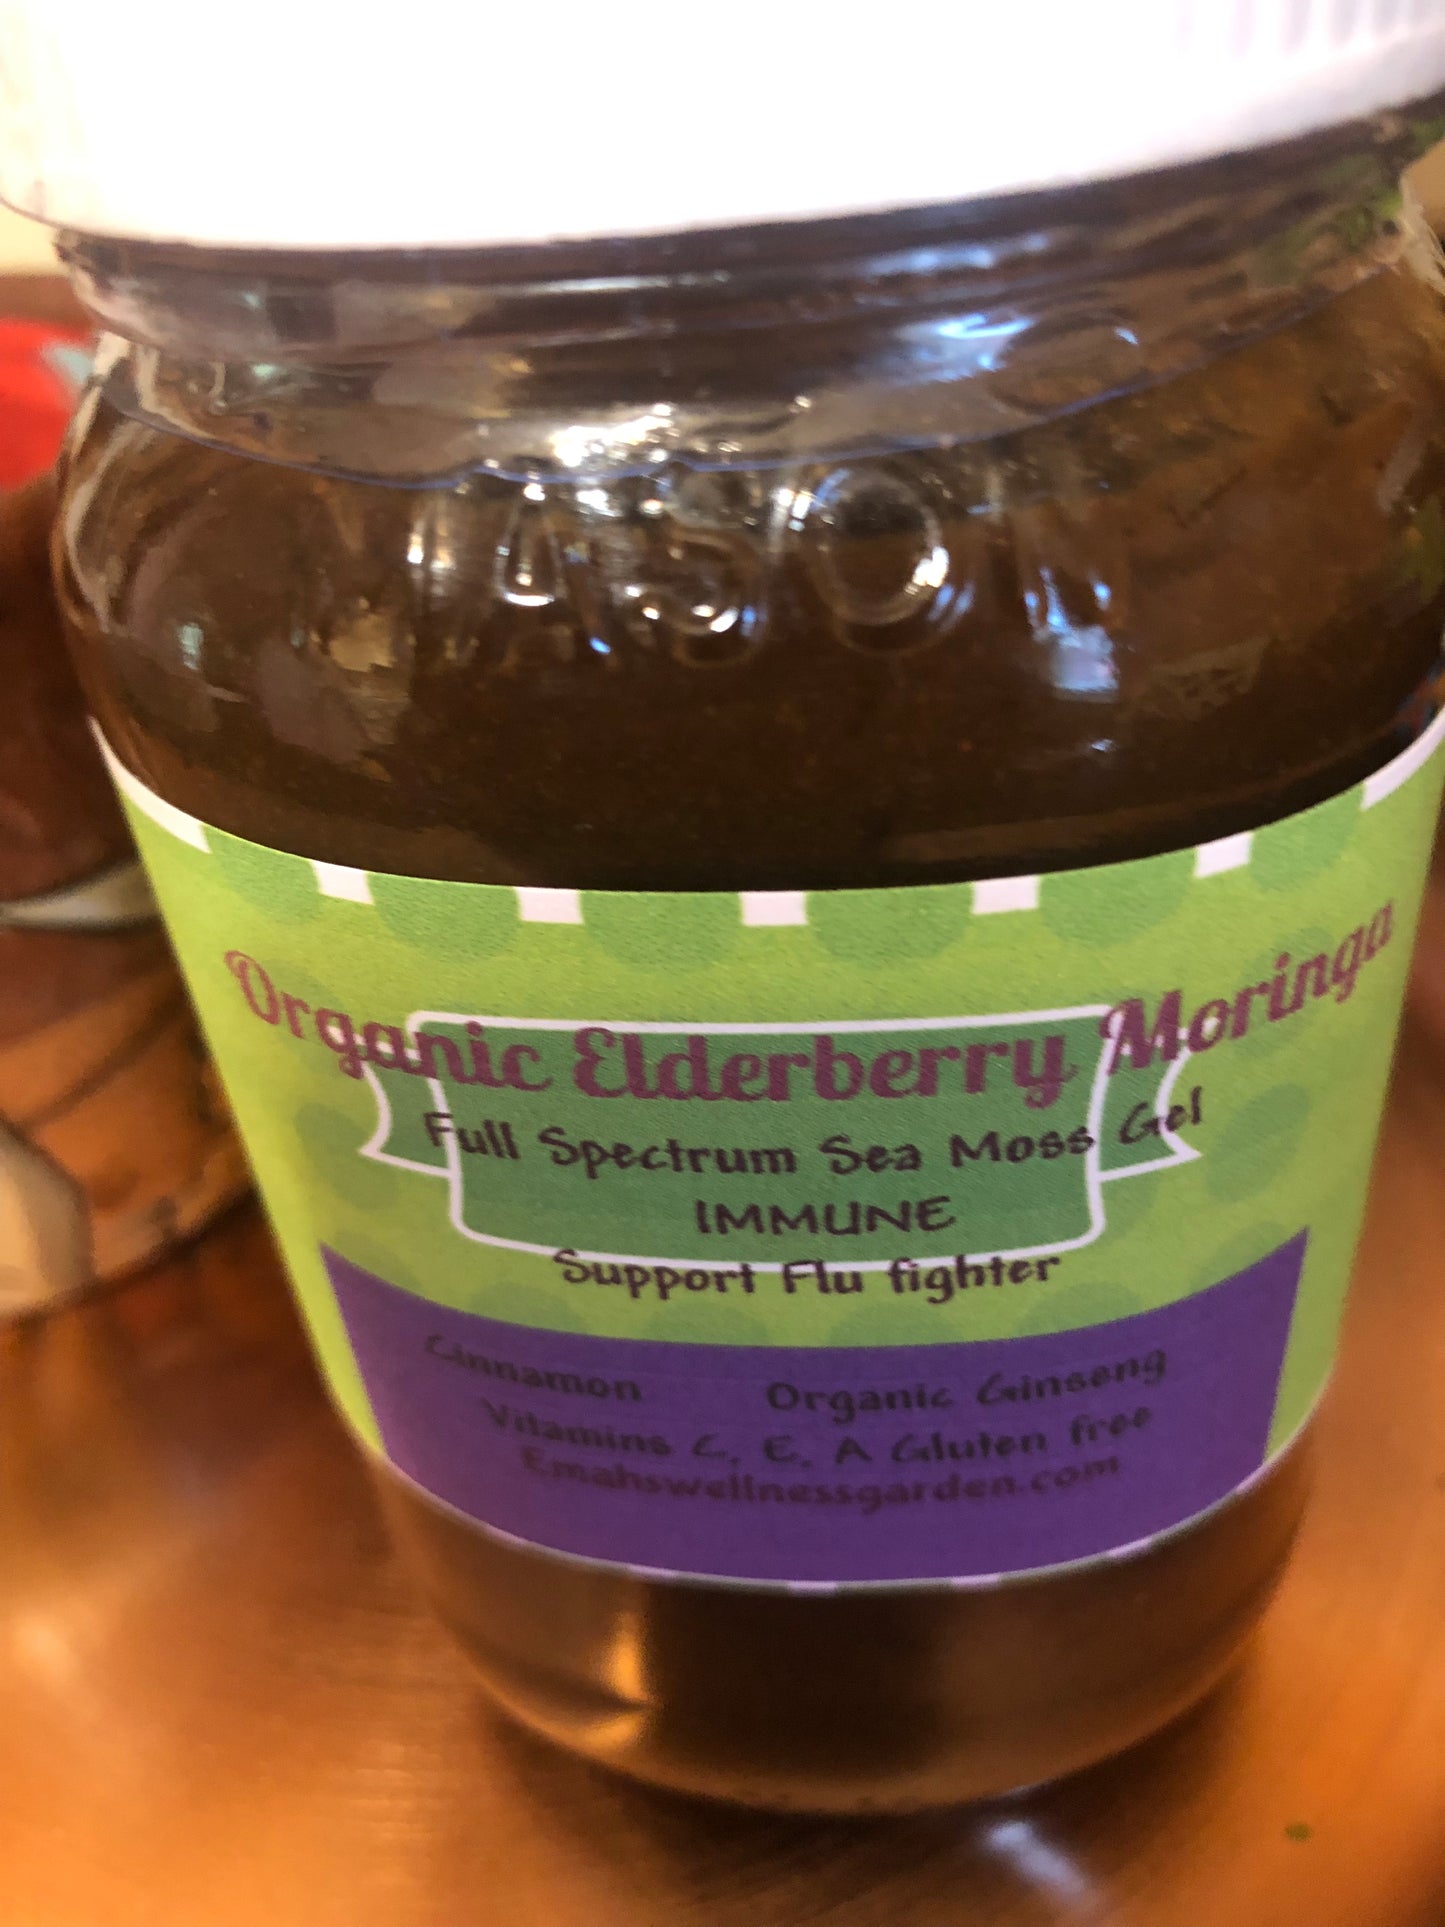 MASON
Organic Elderberry Moringa
Full Spectrum Sea Moss Gel
IMMUNE
Support Flu fighter
Cinnamon Organic Ginseng
Vitamins C, E, A Gluten free
Emahswellnessgarden.com